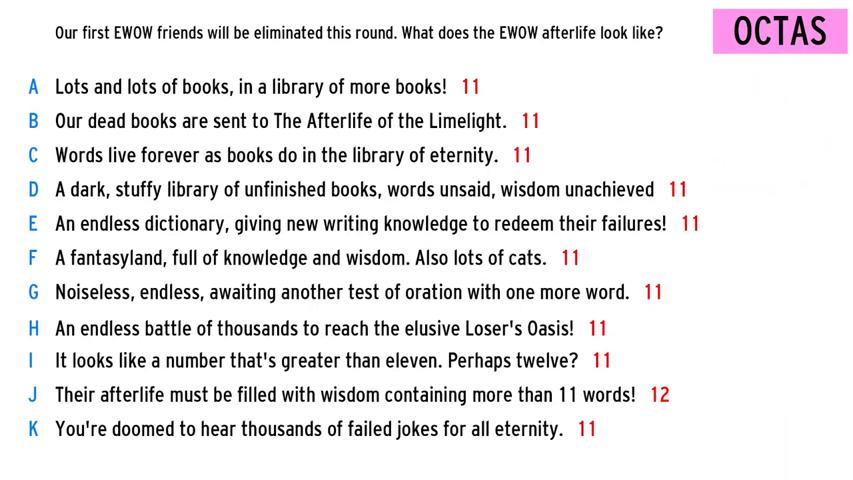 Our first EWOW friends will be eliminated this round. What does the EWOW afterlife look like?
OCTAS
A Lots and lots of books, in a library of more books! 11
B Our dead books are sent to The Afterlife of the Limelight. 11
C Words live forever as books do in the library of eternity. 11
D A dark, stuffy library of unfinished books, words unsaid, wisdom unachieved 11
E An endless dictionary, giving new writing knowledge to redeem their failures! 11
F A fantasyland, full of knowledge and wisdom. Also lots of cats. 11
G Noiseless, endless, awaiting another test of oration with one more word. 11
H An endless battle of thousands to reach the elusive Loser's Oasis! 11
I It looks like a number that's greater than eleven. Perhaps twelve? 11
J Their afterlife must be filled with wisdom containing more than 11 words! 12
K You're doomed to hear thousands of failed jokes for all eternity. 11